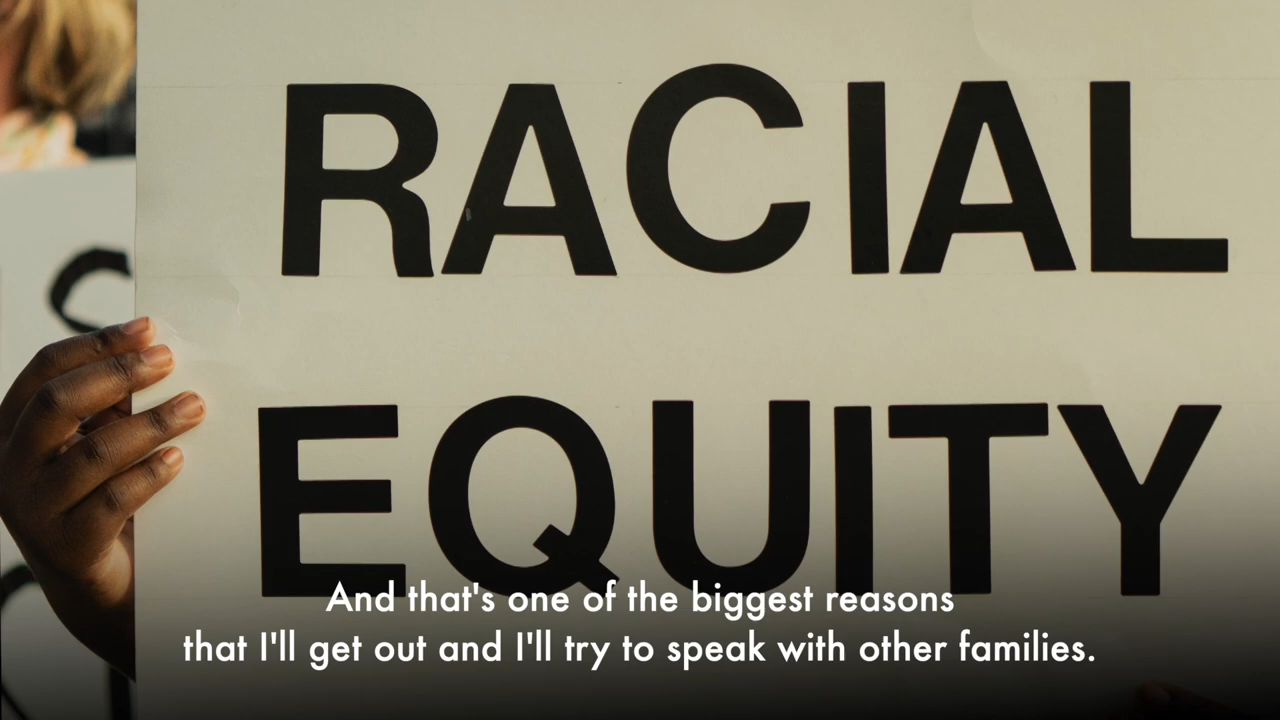 RACIAL
EQUITY
And that's one of the biggest reasons
that I'll get out and I'll try to speak with other families.